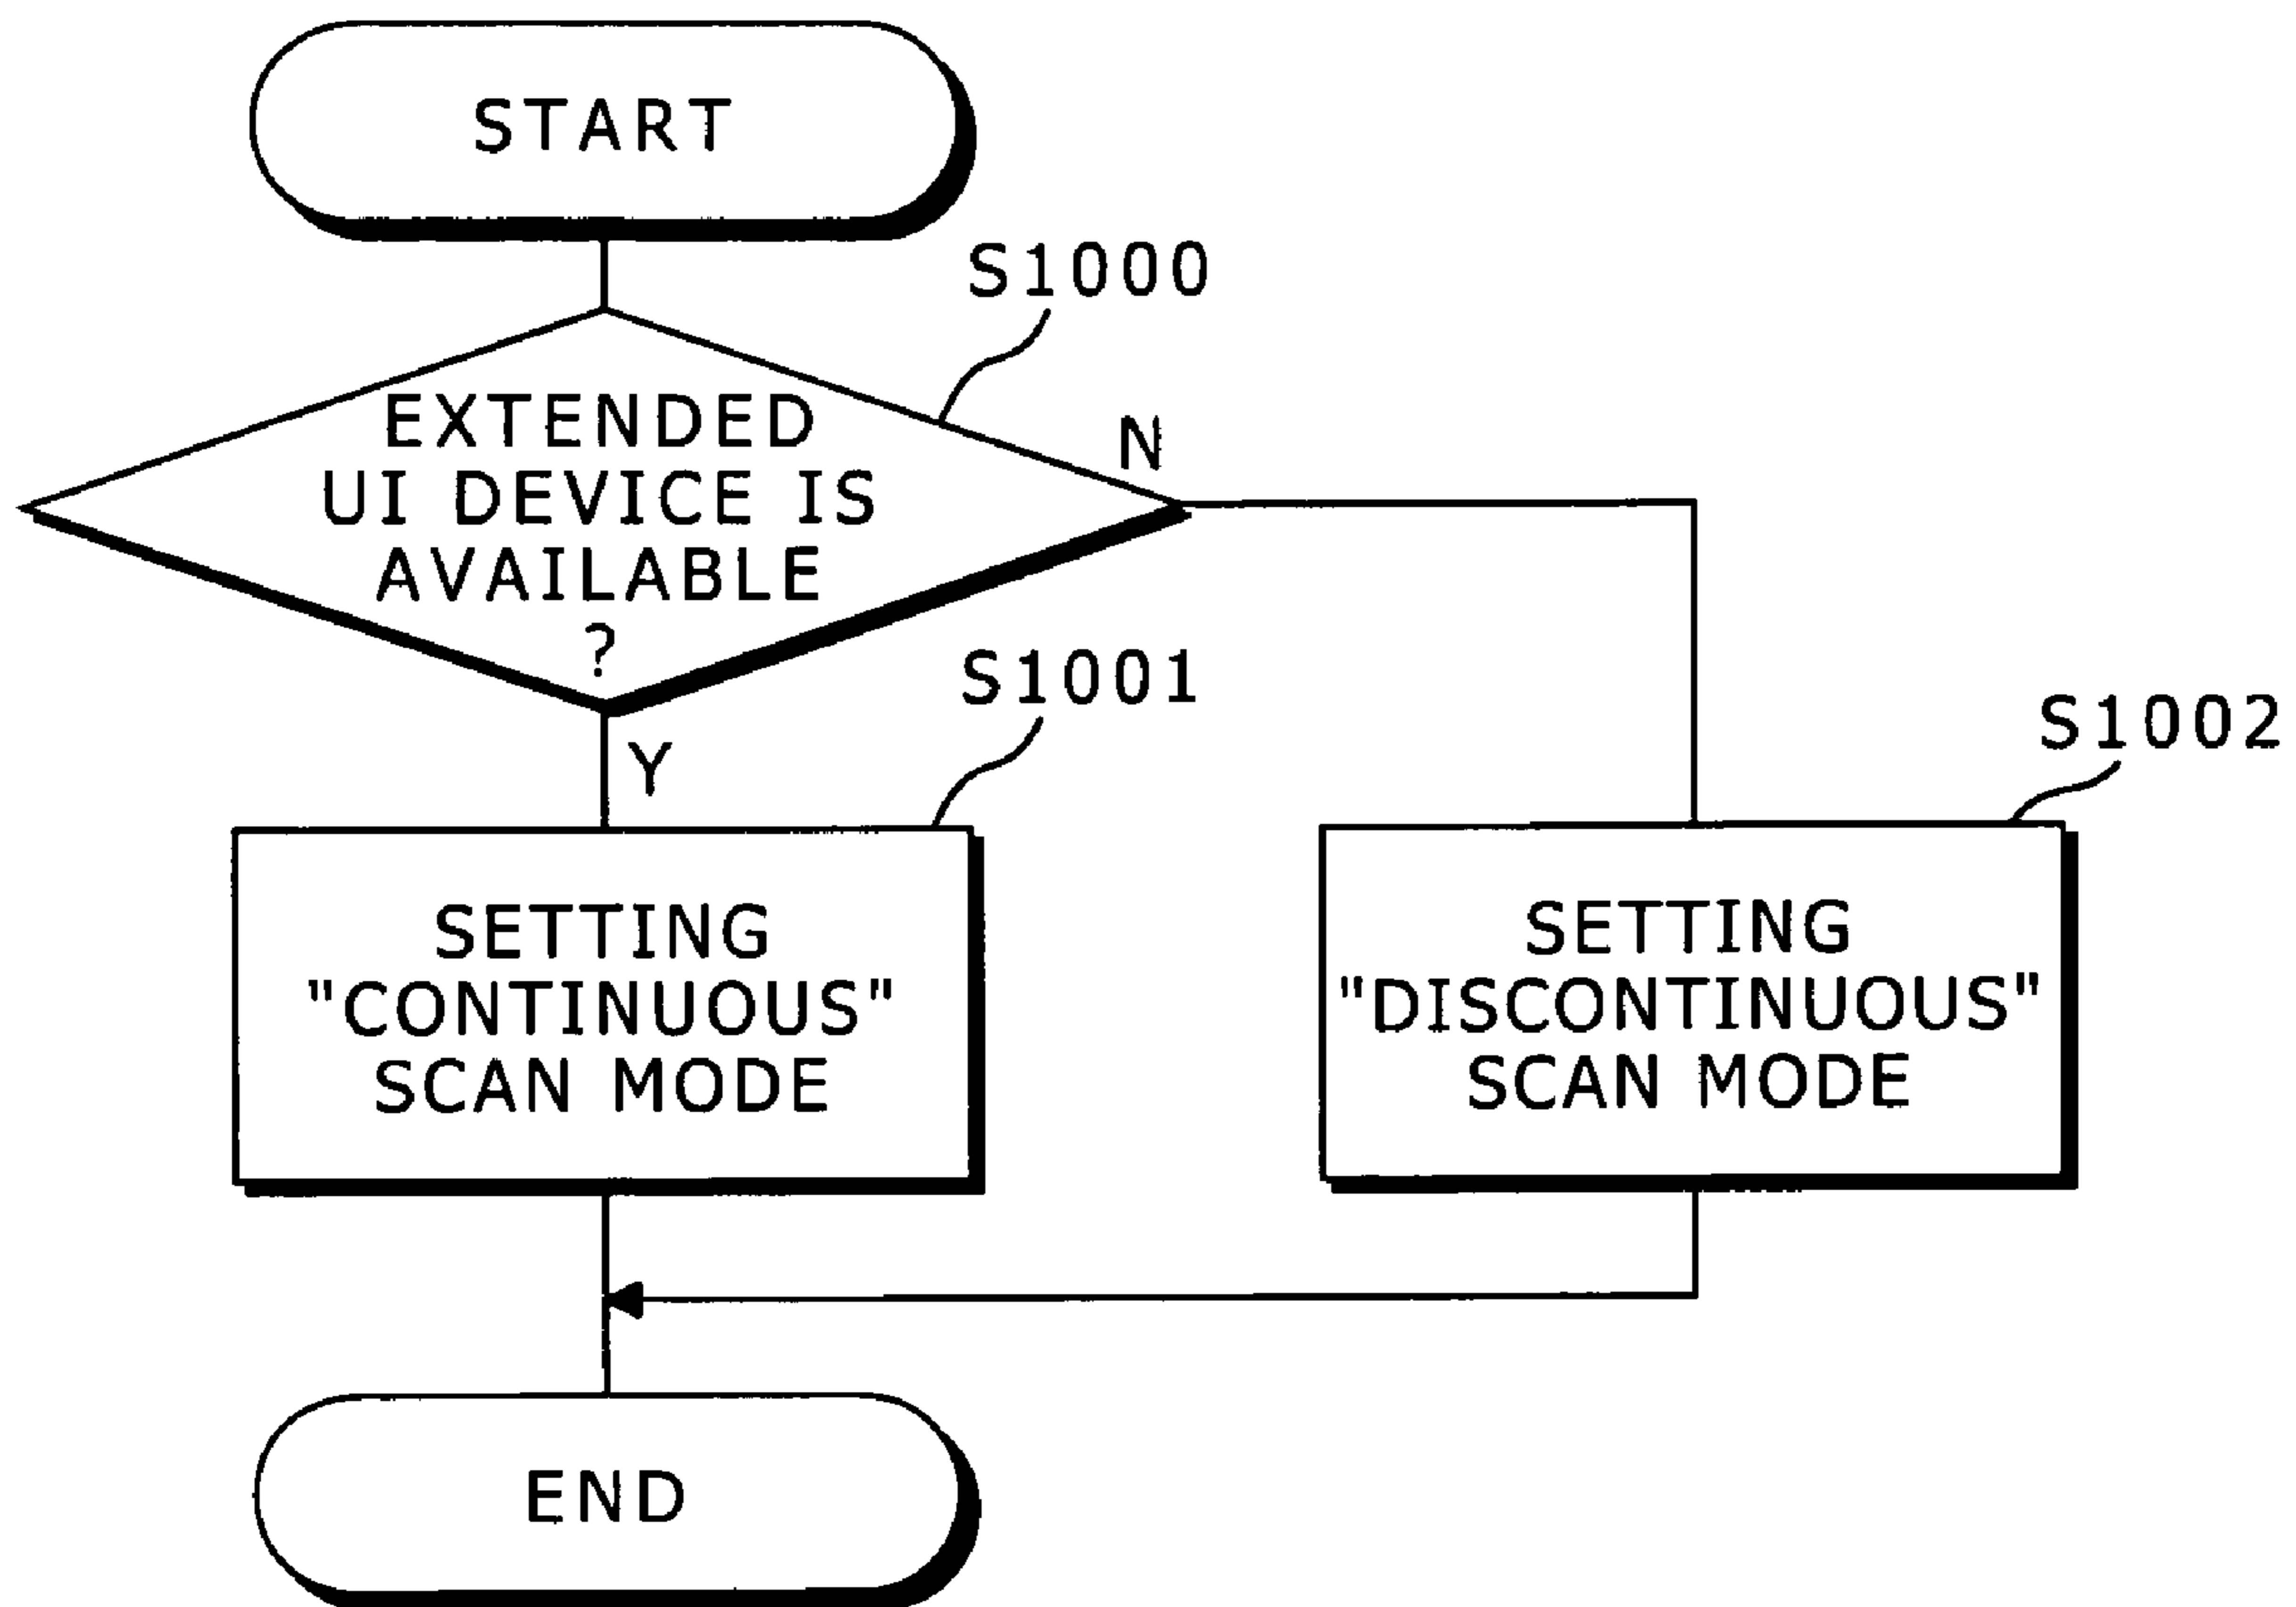 START
S1000
EXTENDED
UI DEVICE IS
AVAILABLE
?
N
Y
S1001
SETTING
"CONTINUOUS"
SCAN MODE
S1002
SETTING
"DISCONTINUOUS"
SCAN MODE
END